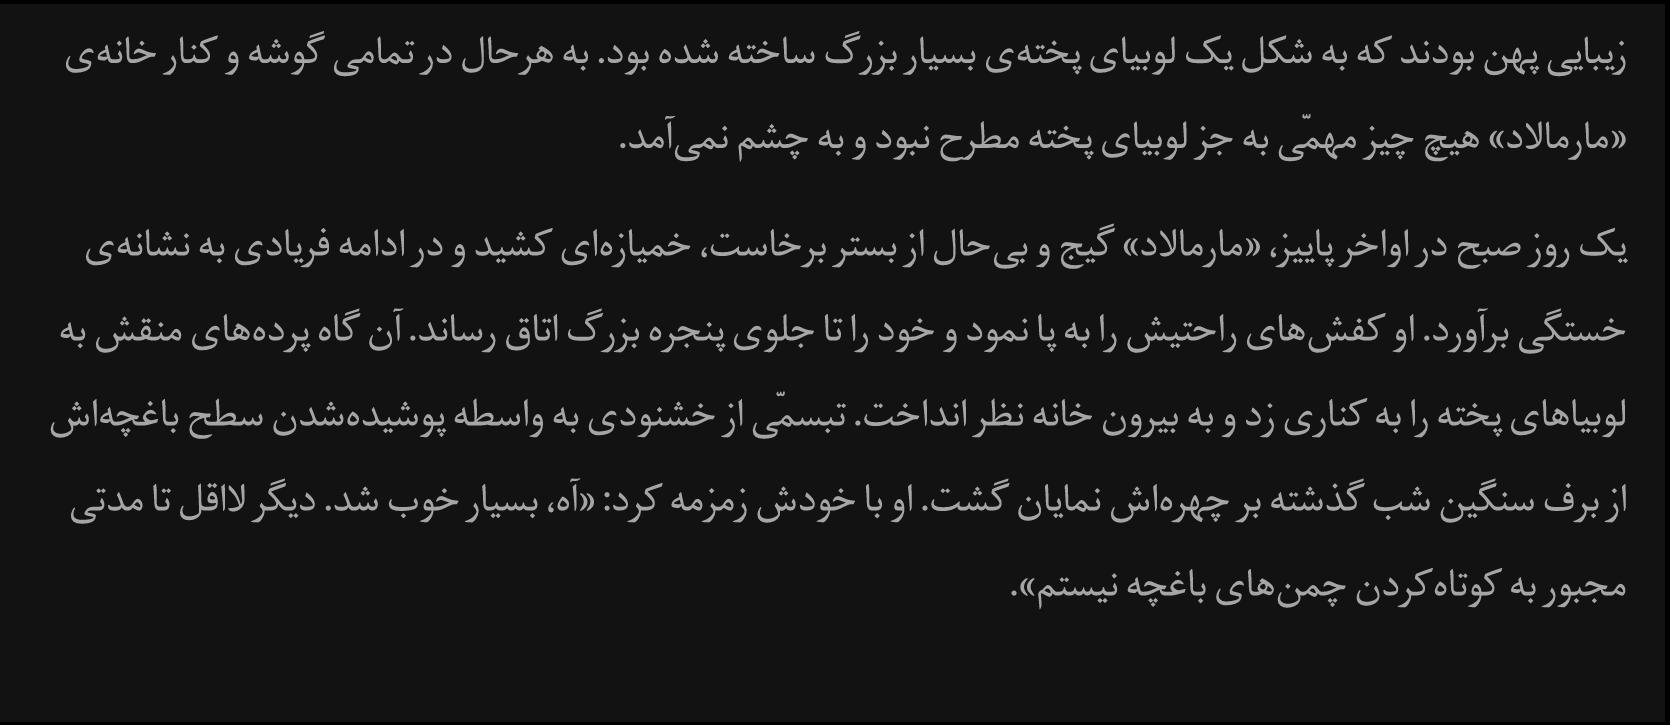 زیبایی پهن بودند که به شکل یک لوبیای پخته‌ی بسیار بزرگ ساخته شده بود. به هرحال در تمامی گوشه و کنار خانه‌ی
«مارمالاد» هیچ چیز مهمّی به جز لوبیای پخته مطرح نبود و به چشم نمی‌آمد.
یک روز صبح در اواخر پاییز، «مارمالاد» گیج و بی‌حال از بستر برخاست، خمیازه‌ای کشید و در ادامه فریادی به نشانه‌ی
خستگی برآورد. او کفش‌های راحتیش را به پا نمود و خود را تا جلوی پنجره بزرگ اتاق رساند. آن گاه پرده‌های منقش به
لوبیاهای پخته را به کناری زد و به بیرون خانه نظر انداخت. تبسمّی از خشنودی به واسطه پوشیده‌شدن سطح باغچه‌اش
از برف سنگین شب گذشته بر چهره‌اش نمایان گشت. او با خودش زمزمه کرد: «آه، بسیار خوب شد. دیگر لااقل تا مدتی
مجبور به کوتاه‌کردن چمن‌های باغچه نیستم».